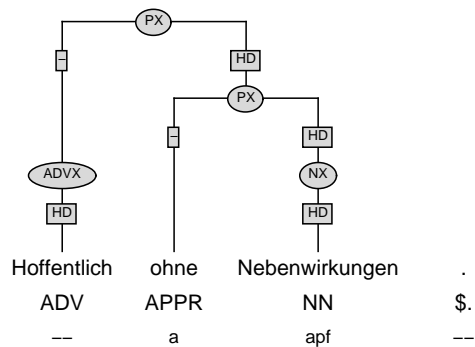 PX
– HD
PX
– HD
ADVX NX
HD HD
Hoffentlich ohne Nebenwirkungen .
ADV APPR NN $.
–– a apf ––